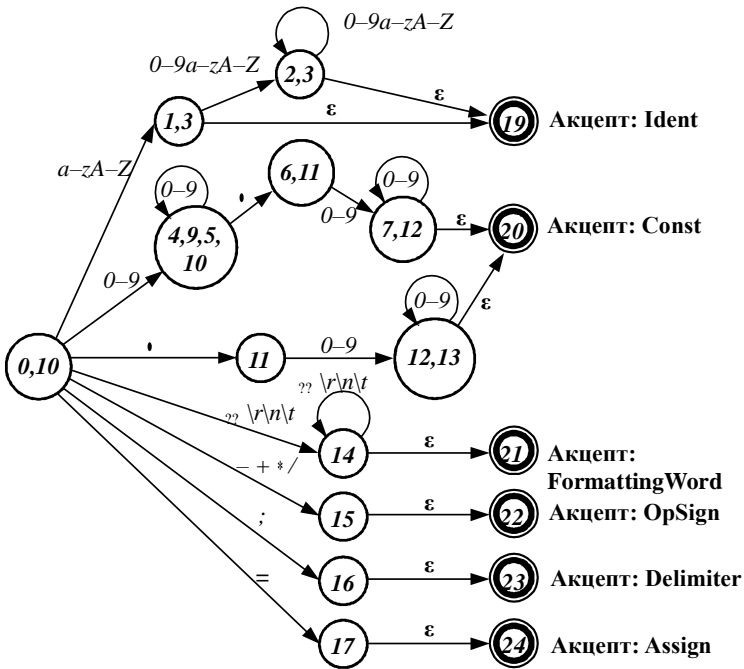 0–9a–zA–Z
0–9a–zA–Z
2,3
ε
1,3
ε
19
Акцепт: Ident
a–zA–Z
6,11
0–9
0–9
.
0–9
4,9,5,
10
7,12
ε
20
Акцепт: Const
0–9
0–9
ε
.
0,10
11
0–9
12,13
?? \r\n\t
?? \r\n\t
14
ε
21
Акцепт:
FormattingWord
– + * /
15
ε
22
Акцепт: OpSign
;
16
ε
23
Акцепт: Delimiter
=
17
ε
24
Акцепт: Assign